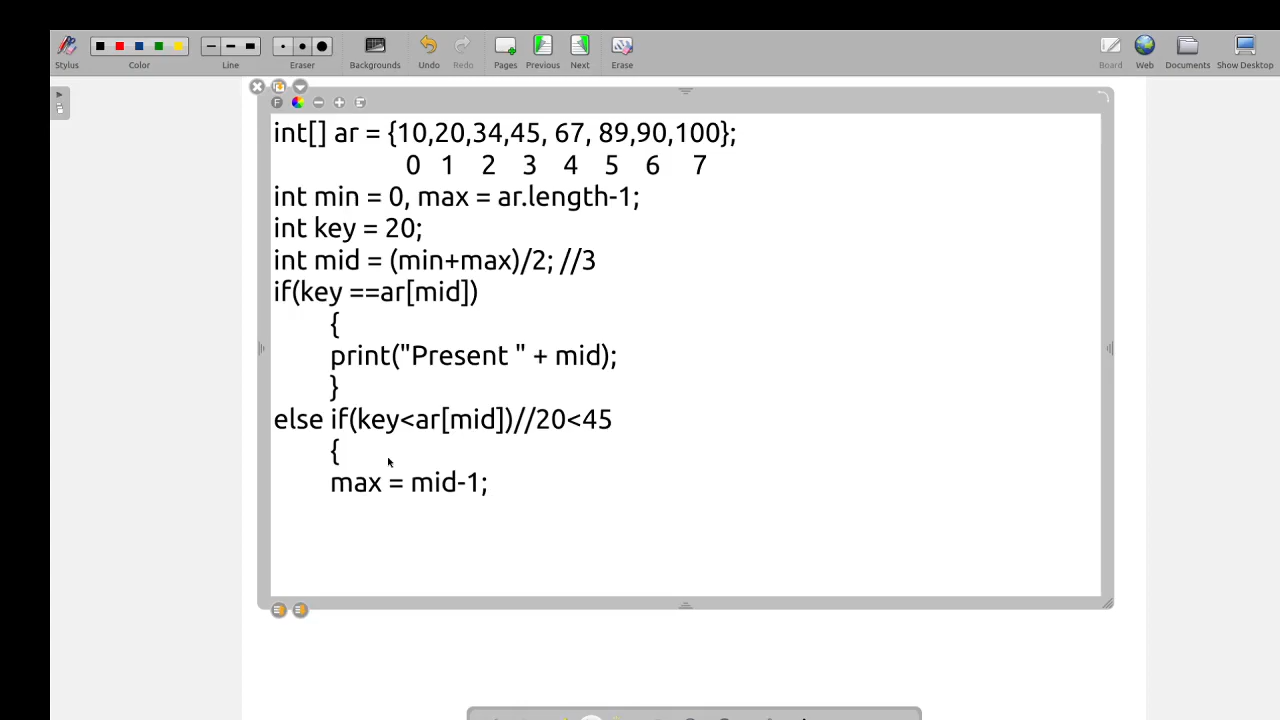 Stylus Color Line Eraser Backgrounds Undo Redo Pages Previous Next Erase Board Web Documents Show Desktop
int[] ar = {10,20,34,45, 67, 89,90,100};
0 1 2 3 4 5 6 7
int min = 0, max = ar.length-1;
int key = 20;
int mid = (min+max)/2; //3
if(key ==ar[mid])
{
print("Present " + mid);
}
else if(key<ar[mid])//20<45
{
max = mid-1;